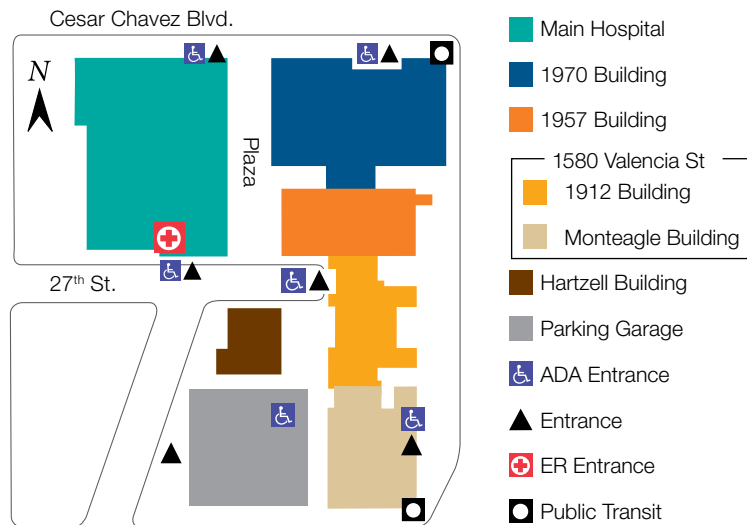 Cesar Chavez Blvd.
N
Plaza
27th St.
Main Hospital
1970 Building
1957 Building
1580 Valencia St
1912 Building
Monteagle Building
Hartzell Building
Parking Garage
ADA Entrance
Entrance
ER Entrance
Public Transit